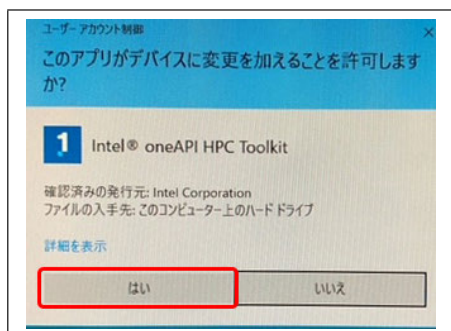 ユーザー アカウント制御
×
このアプリがデバイスに変更を加えることを許可します
か?
1 Intel® oneAPI HPC Toolkit
確認済みの発行元: Intel Corporation
ファイルの入手先: このコンピューター上のハード ドライブ
詳細を表示
はい いいえ